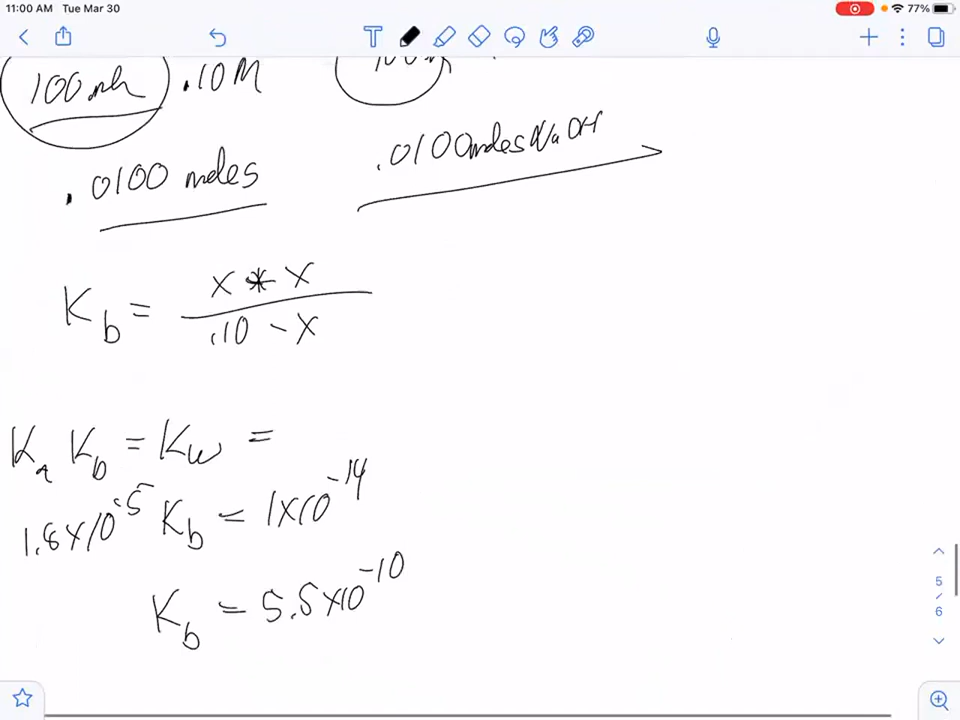 11:00 AM Tue Mar 30
77%
T
100 mL .10 M
.0100 moles .0100 moles NaOH
Kb = x * x
.10 - x
Ka Kb = Kw =
1.8x10^-5 Kb = 1x10^-14
Kb = 5.5x10^-10
5
/
6